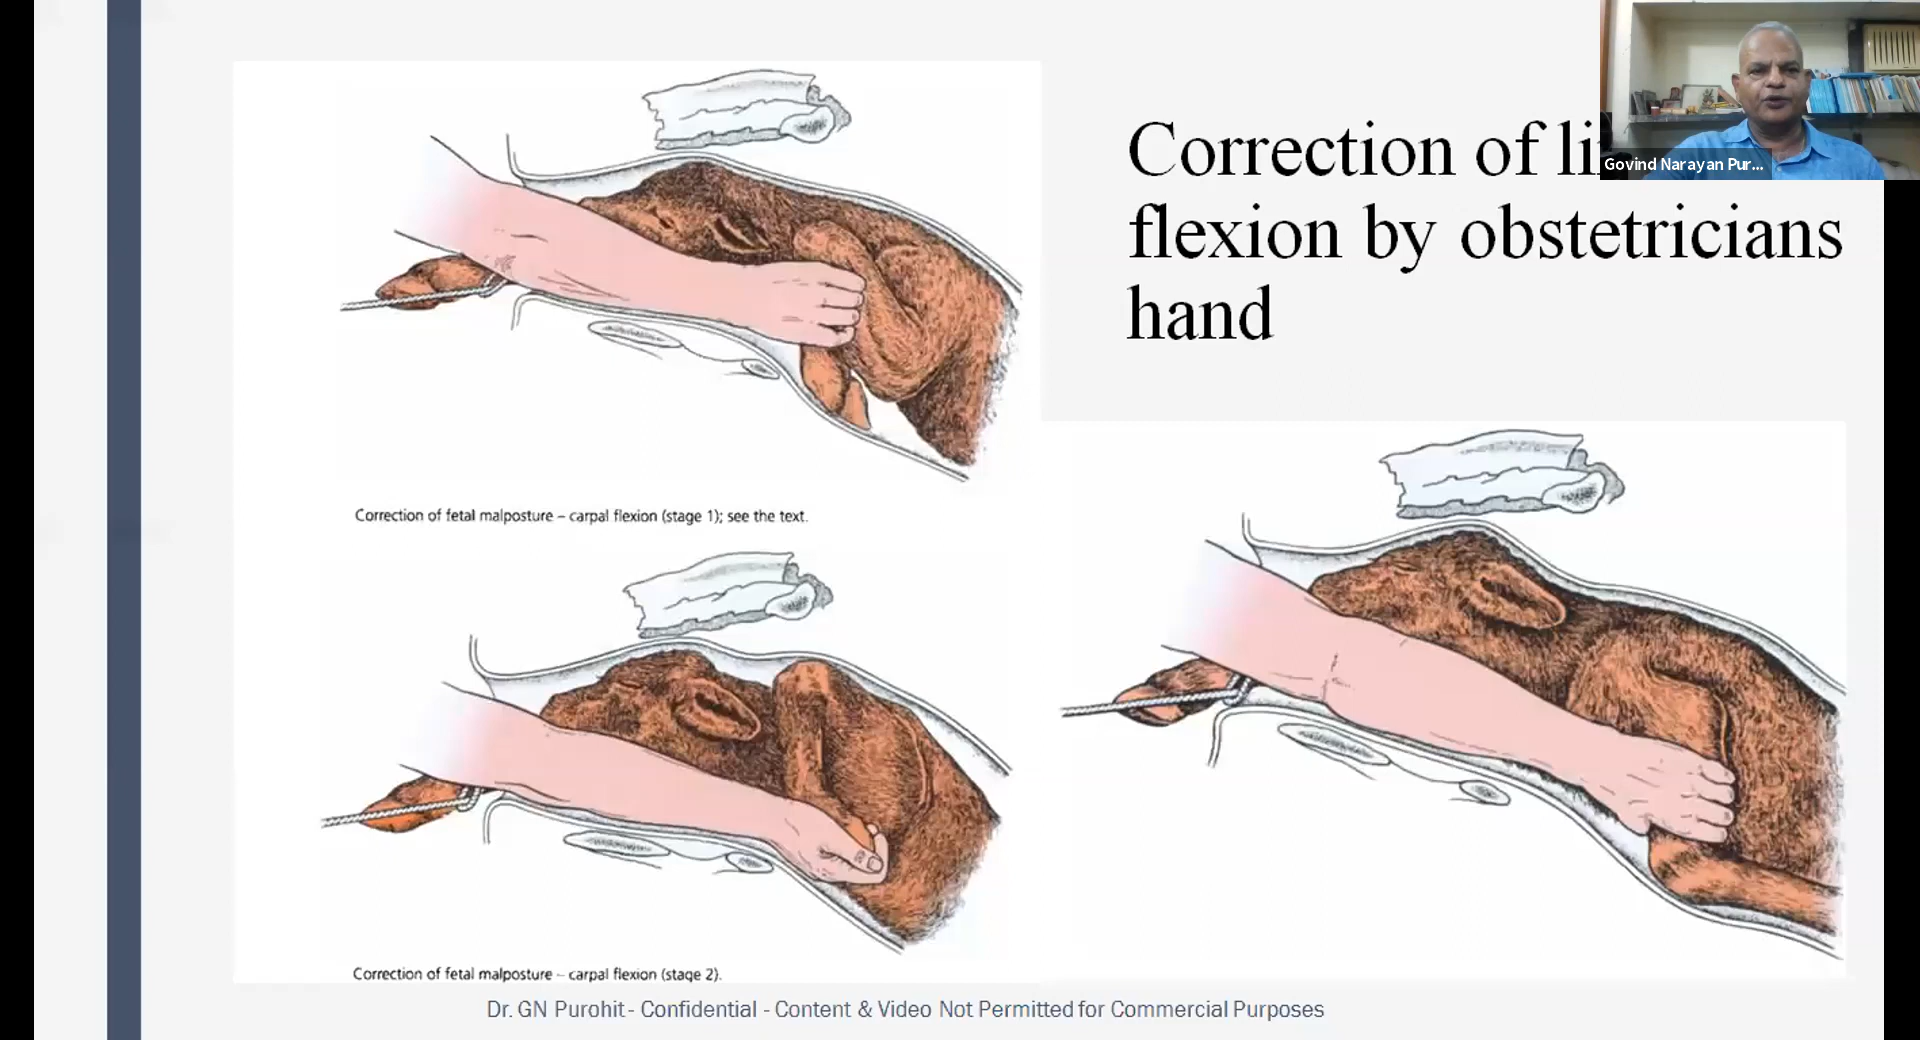 Correction of li
flexion by obstetricians
hand
Govind Narayan Pur...
Correction of fetal malposture – carpal flexion (stage 1); see the text.
Correction of fetal malposture – carpal flexion (stage 2).
Dr. GN Purohit - Confidential - Content & Video Not Permitted for Commercial Purposes